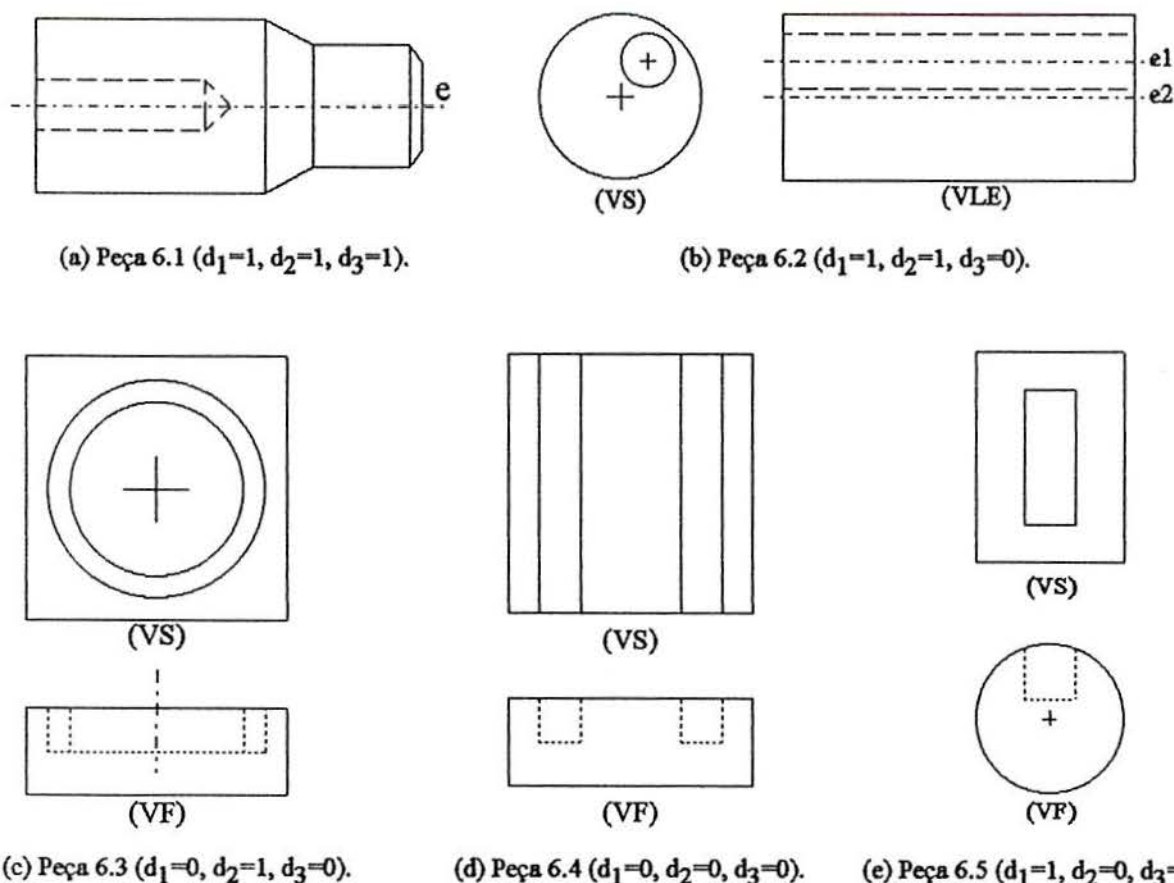 e
e1
e2
(VS)
(VLE)
(a) Peça 6.1 (d1=1, d2=1, d3=1).
(b) Peça 6.2 (d1=1, d2=1, d3=0).
(VS)
(VS)
(VS)
(VF)
(VF)
(VF)
(c) Peça 6.3 (d1=0, d2=1, d3=0).
(d) Peça 6.4 (d1=0, d2=0, d3=0).
(e) Peça 6.5 (d1=1, d2=0, d3=